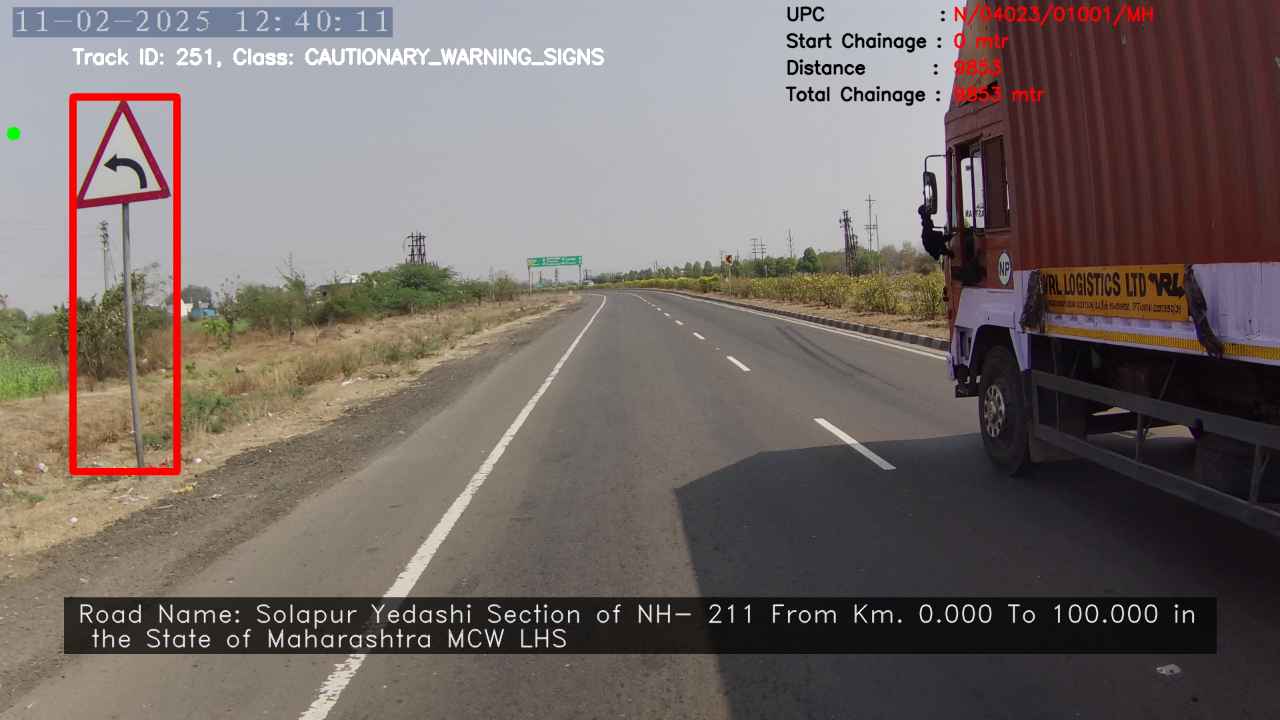 11-02-2025 12:40:11
Track ID: 251, Class: CAUTIONARY_WARNING_SIGNS
UPC : N/04023/01001/MH
Start Chainage : 0 mtr
Distance : 9853
Total Chainage : 9853 mtr
NP
VRL LOGISTICS LTD VRL
Road Name: Solapur Yedashi Section of NH- 211 From Km. 0.000 To 100.000 in
the State of Maharashtra MCW LHS